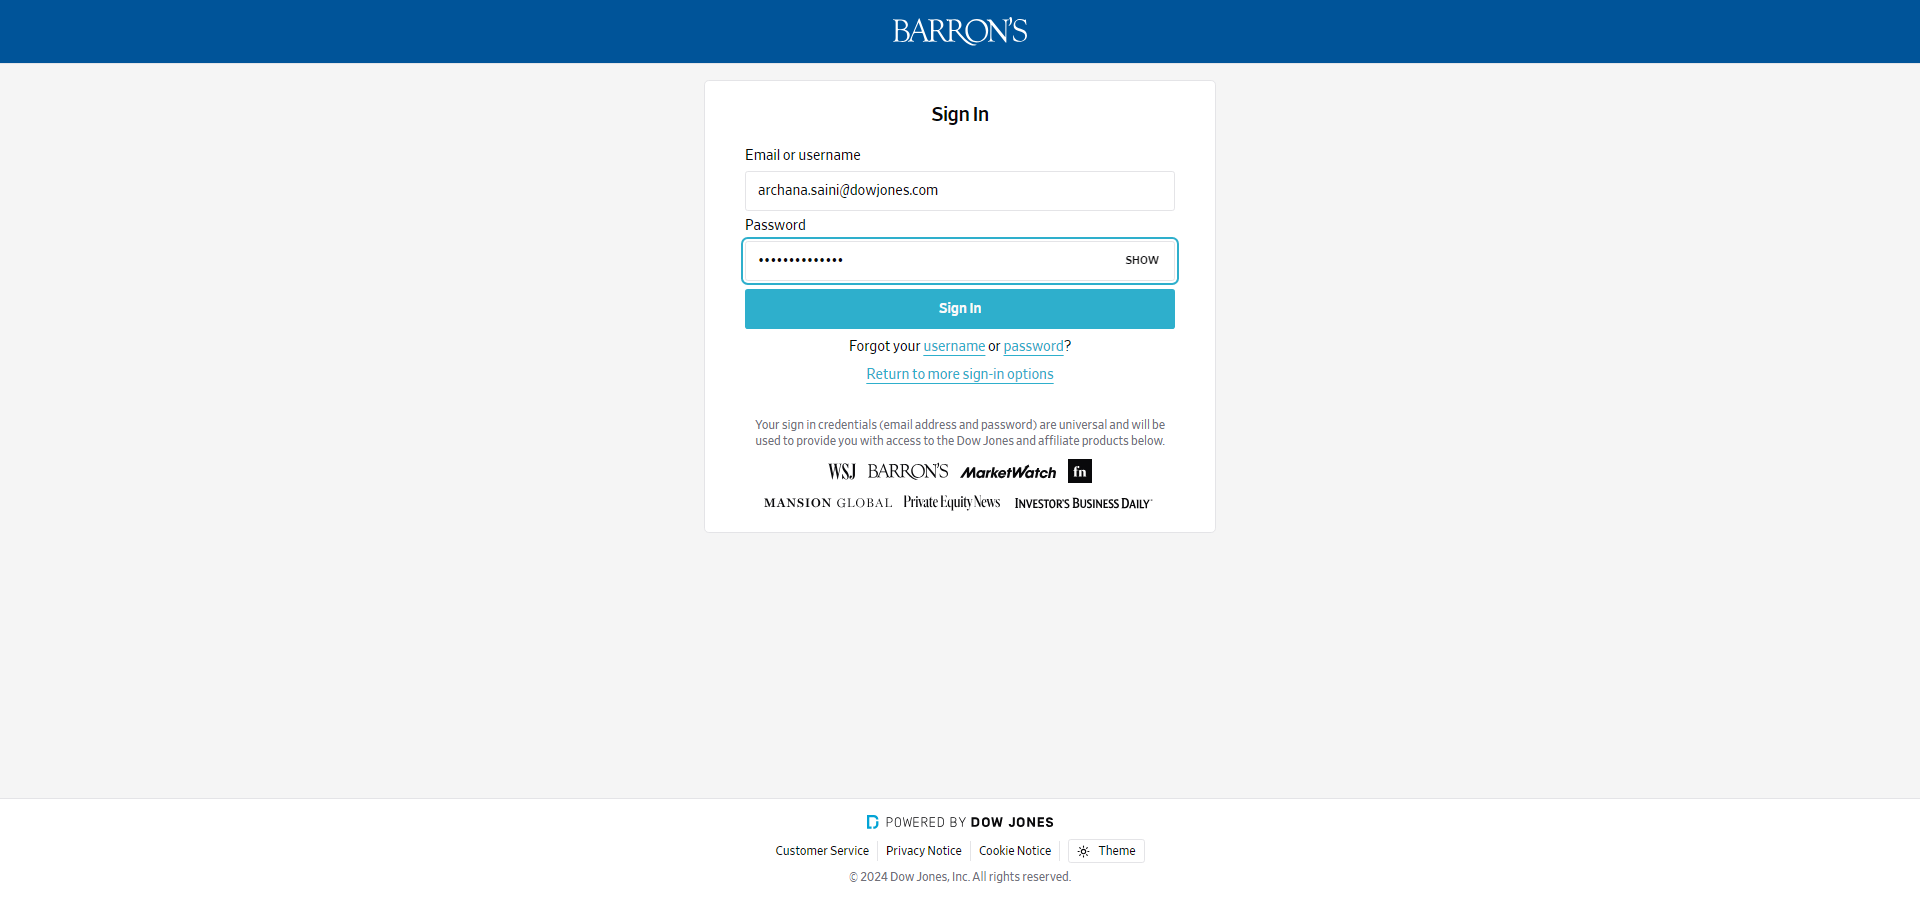 BARRON'S
Sign In
Email or username
archana.saini@dowjones.com
Password
•••••••••••••• SHOW
Sign In
Forgot your username or password?
Return to more sign-in options
Your sign in credentials (email address and password) are universal and will be
used to provide you with access to the Dow Jones and affiliate products below.
WSJ BARRON'S MarketWatch fn
MANSION GLOBAL Private Equity News INVESTOR'S BUSINESS DAILY
POWERED BY DOW JONES
Customer Service Privacy Notice Cookie Notice Theme
© 2024 Dow Jones, Inc. All rights reserved.